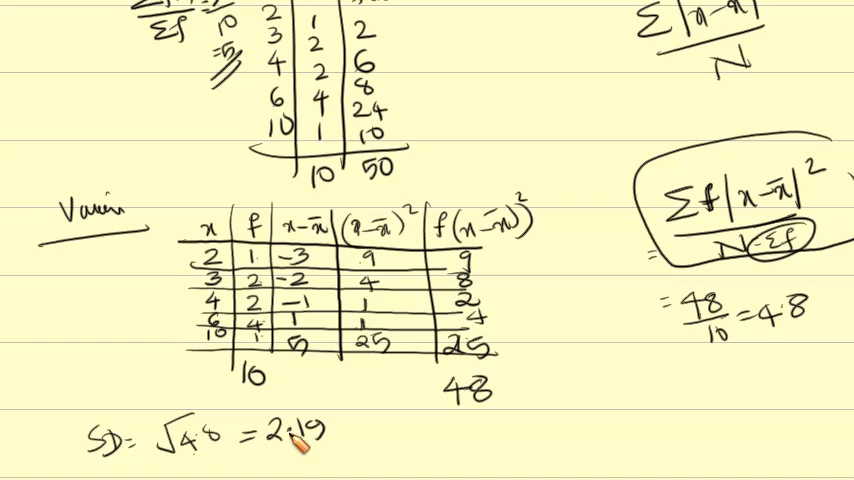 Σf
10
=5
2 1 2
3 2 6
4 2 8
6 4 24
10 1 10
10 50
Σ|x-x̄|
N
x f x-x̄ (x-x̄)² f(x-x̄)²
2 1 -3 9 9
3 2 -2 4 8
4 2 -1 1 2
6 4 1 1 4
10 1 5 25 25
10 48
= Σf|x-x̄|²
N=Σf
= 48/10 = 4.8
SD = √4.8 = 2.19